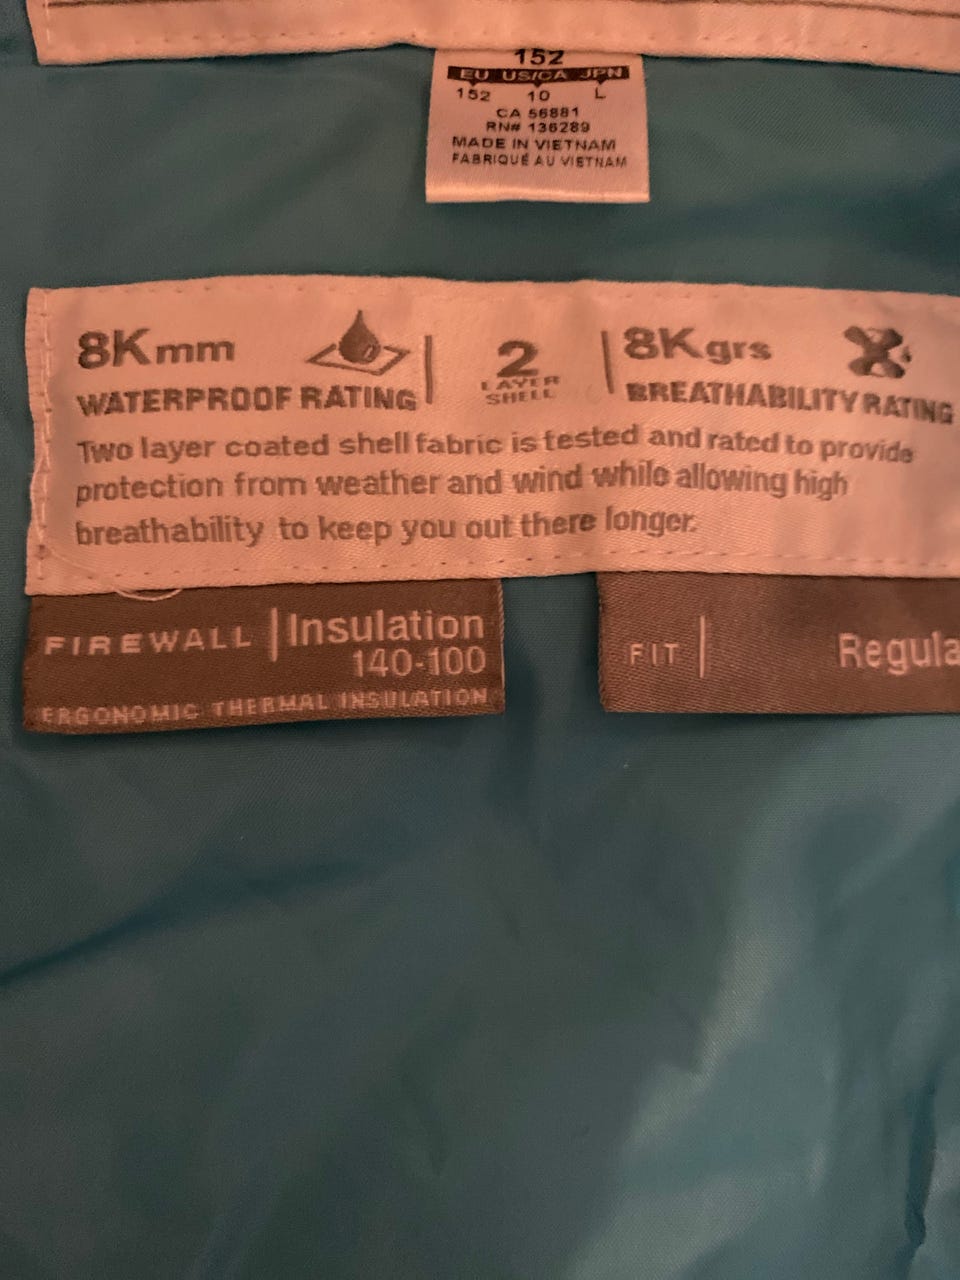 152
EU US/CA JPN
152 10 L
CA 56881
RN# 136289
MADE IN VIETNAM
FABRIQUÉ AU VIETNAM
8Kmm
WATERPROOF RATING
2
LAYER
SHELL
8Kgrs
BREATHABILITY RATING
Two layer coated shell fabric is tested and rated to provide
protection from weather and wind while allowing high
breathability to keep you out there longer.
FIREWALL | Insulation
140-100
ERGONOMIC THERMAL INSULATION
FIT | Regula